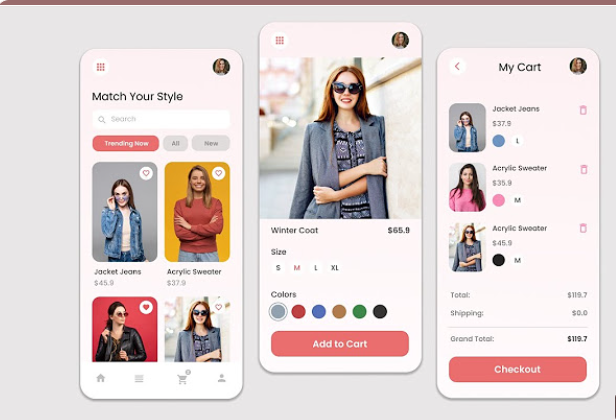 Match Your Style
Search
Trending Now
All
New
Jacket Jeans
$45.9
Acrylic Sweater
$37.9
Winter Coat
$65.9
Size
S
M
L
XL
Colors
Add to Cart
My Cart
Jacket Jeans
$37.9
L
Acrylic Sweater
$35.9
M
Acrylic Sweater
$45.9
M
Total:
$119.7
Shipping:
$0.0
Grand Total:
$119.7
Checkout